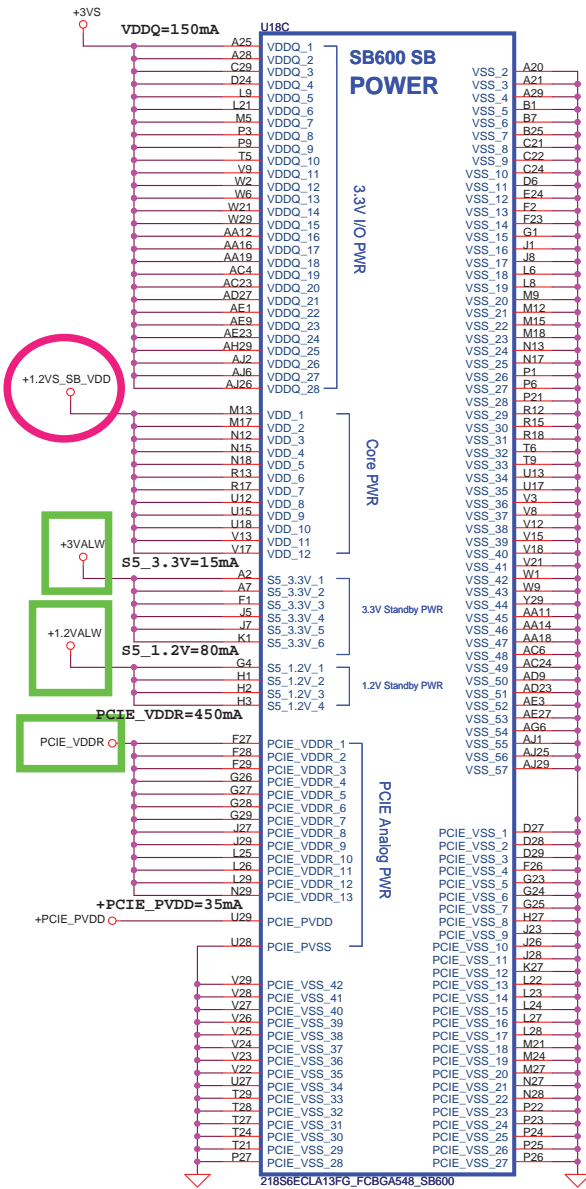 +3VS
VDDQ=150mA
U18C
SB600 SB
POWER
A25 VDDQ_1
A28 VDDQ_2
C29 VDDQ_3
D24 VDDQ_4
L9 VDDQ_5
L21 VDDQ_6
M5 VDDQ_7
P3 VDDQ_8
P9 VDDQ_9
T5 VDDQ_10
V9 VDDQ_11
W2 VDDQ_12
W6 VDDQ_13
W21 VDDQ_14
W29 VDDQ_15
AA12 VDDQ_16
AA16 VDDQ_17
AA19 VDDQ_18
AC4 VDDQ_19
AC23 VDDQ_20
AD27 VDDQ_21
AE1 VDDQ_22
AE9 VDDQ_23
AE23 VDDQ_24
AH29 VDDQ_25
AJ2 VDDQ_26
AJ6 VDDQ_27
AJ26 VDDQ_28
3.3V I/O PWR
+1.2VS_SB_VDD
M13 VDD_1
M17 VDD_2
N12 VDD_3
N15 VDD_4
N18 VDD_5
R13 VDD_6
R17 VDD_7
U12 VDD_8
U15 VDD_9
U18 VDD_10
V13 VDD_11
V17 VDD_12
Core PWR
+3VALW
S5_3.3V=15mA
A2 S5_3.3V_1
A7 S5_3.3V_2
F1 S5_3.3V_3
J5 S5_3.3V_4
J7 S5_3.3V_5
K1 S5_3.3V_6
3.3V Standby PWR
+1.2VALW
S5_1.2V=80mA
G4 S5_1.2V_1
H1 S5_1.2V_2
H2 S5_1.2V_3
H3 S5_1.2V_4
1.2V Standby PWR
PCIE_VDDR=450mA
PCIE_VDDR
F27 PCIE_VDDR_1
F28 PCIE_VDDR_2
F29 PCIE_VDDR_3
G26 PCIE_VDDR_4
G27 PCIE_VDDR_5
G28 PCIE_VDDR_6
G29 PCIE_VDDR_7
J27 PCIE_VDDR_8
J29 PCIE_VDDR_9
L25 PCIE_VDDR_10
L26 PCIE_VDDR_11
L29 PCIE_VDDR_12
N29 PCIE_VDDR_13
PCIE Analog PWR
+PCIE_PVDD=35mA
+PCIE_PVDD U29 PCIE_PVDD
U28 PCIE_PVSS
V29 PCIE_VSS_42
V28 PCIE_VSS_41
V27 PCIE_VSS_40
V26 PCIE_VSS_39
V25 PCIE_VSS_38
V24 PCIE_VSS_37
V23 PCIE_VSS_36
V22 PCIE_VSS_35
U27 PCIE_VSS_34
T29 PCIE_VSS_33
T28 PCIE_VSS_32
T27 PCIE_VSS_31
T24 PCIE_VSS_30
T21 PCIE_VSS_29
P27 PCIE_VSS_28
VSS_2 A20
VSS_3 A21
VSS_4 A29
VSS_5 B1
VSS_6 B7
VSS_7 B25
VSS_8 C21
VSS_9 C22
VSS_10 C24
VSS_11 D6
VSS_12 E24
VSS_13 F2
VSS_14 F23
VSS_15 G1
VSS_16 J1
VSS_17 J8
VSS_18 L6
VSS_19 L8
VSS_20 M9
VSS_21 M12
VSS_22 M15
VSS_23 M18
VSS_24 N13
VSS_25 N17
VSS_26 P1
VSS_27 P6
VSS_28 P21
VSS_29 R12
VSS_30 R15
VSS_31 R18
VSS_32 T6
VSS_33 T9
VSS_34 U13
VSS_35 U17
VSS_36 V3
VSS_37 V8
VSS_38 V12
VSS_39 V15
VSS_40 V18
VSS_41 V21
VSS_42 W1
VSS_43 W9
VSS_44 Y29
VSS_45 AA11
VSS_46 AA14
VSS_47 AA18
VSS_48 AC6
VSS_49 AC24
VSS_50 AD9
VSS_51 AD23
VSS_52 AE3
VSS_53 AE27
VSS_54 AG6
VSS_55 AJ1
VSS_56 AJ25
VSS_57 AJ29
PCIE_VSS_1 D27
PCIE_VSS_2 D28
PCIE_VSS_3 D29
PCIE_VSS_4 F26
PCIE_VSS_5 G23
PCIE_VSS_6 G24
PCIE_VSS_7 G25
PCIE_VSS_8 H27
PCIE_VSS_9 J23
PCIE_VSS_10 J26
PCIE_VSS_11 J28
PCIE_VSS_12 K27
PCIE_VSS_13 L22
PCIE_VSS_14 L23
PCIE_VSS_15 L24
PCIE_VSS_16 L27
PCIE_VSS_17 L28
PCIE_VSS_18 M21
PCIE_VSS_19 M24
PCIE_VSS_20 M27
PCIE_VSS_21 N27
PCIE_VSS_22 N28
PCIE_VSS_23 P22
PCIE_VSS_24 P23
PCIE_VSS_25 P24
PCIE_VSS_26 P25
PCIE_VSS_27 P26
218S6ECLA13FG_FCBGA548_SB600